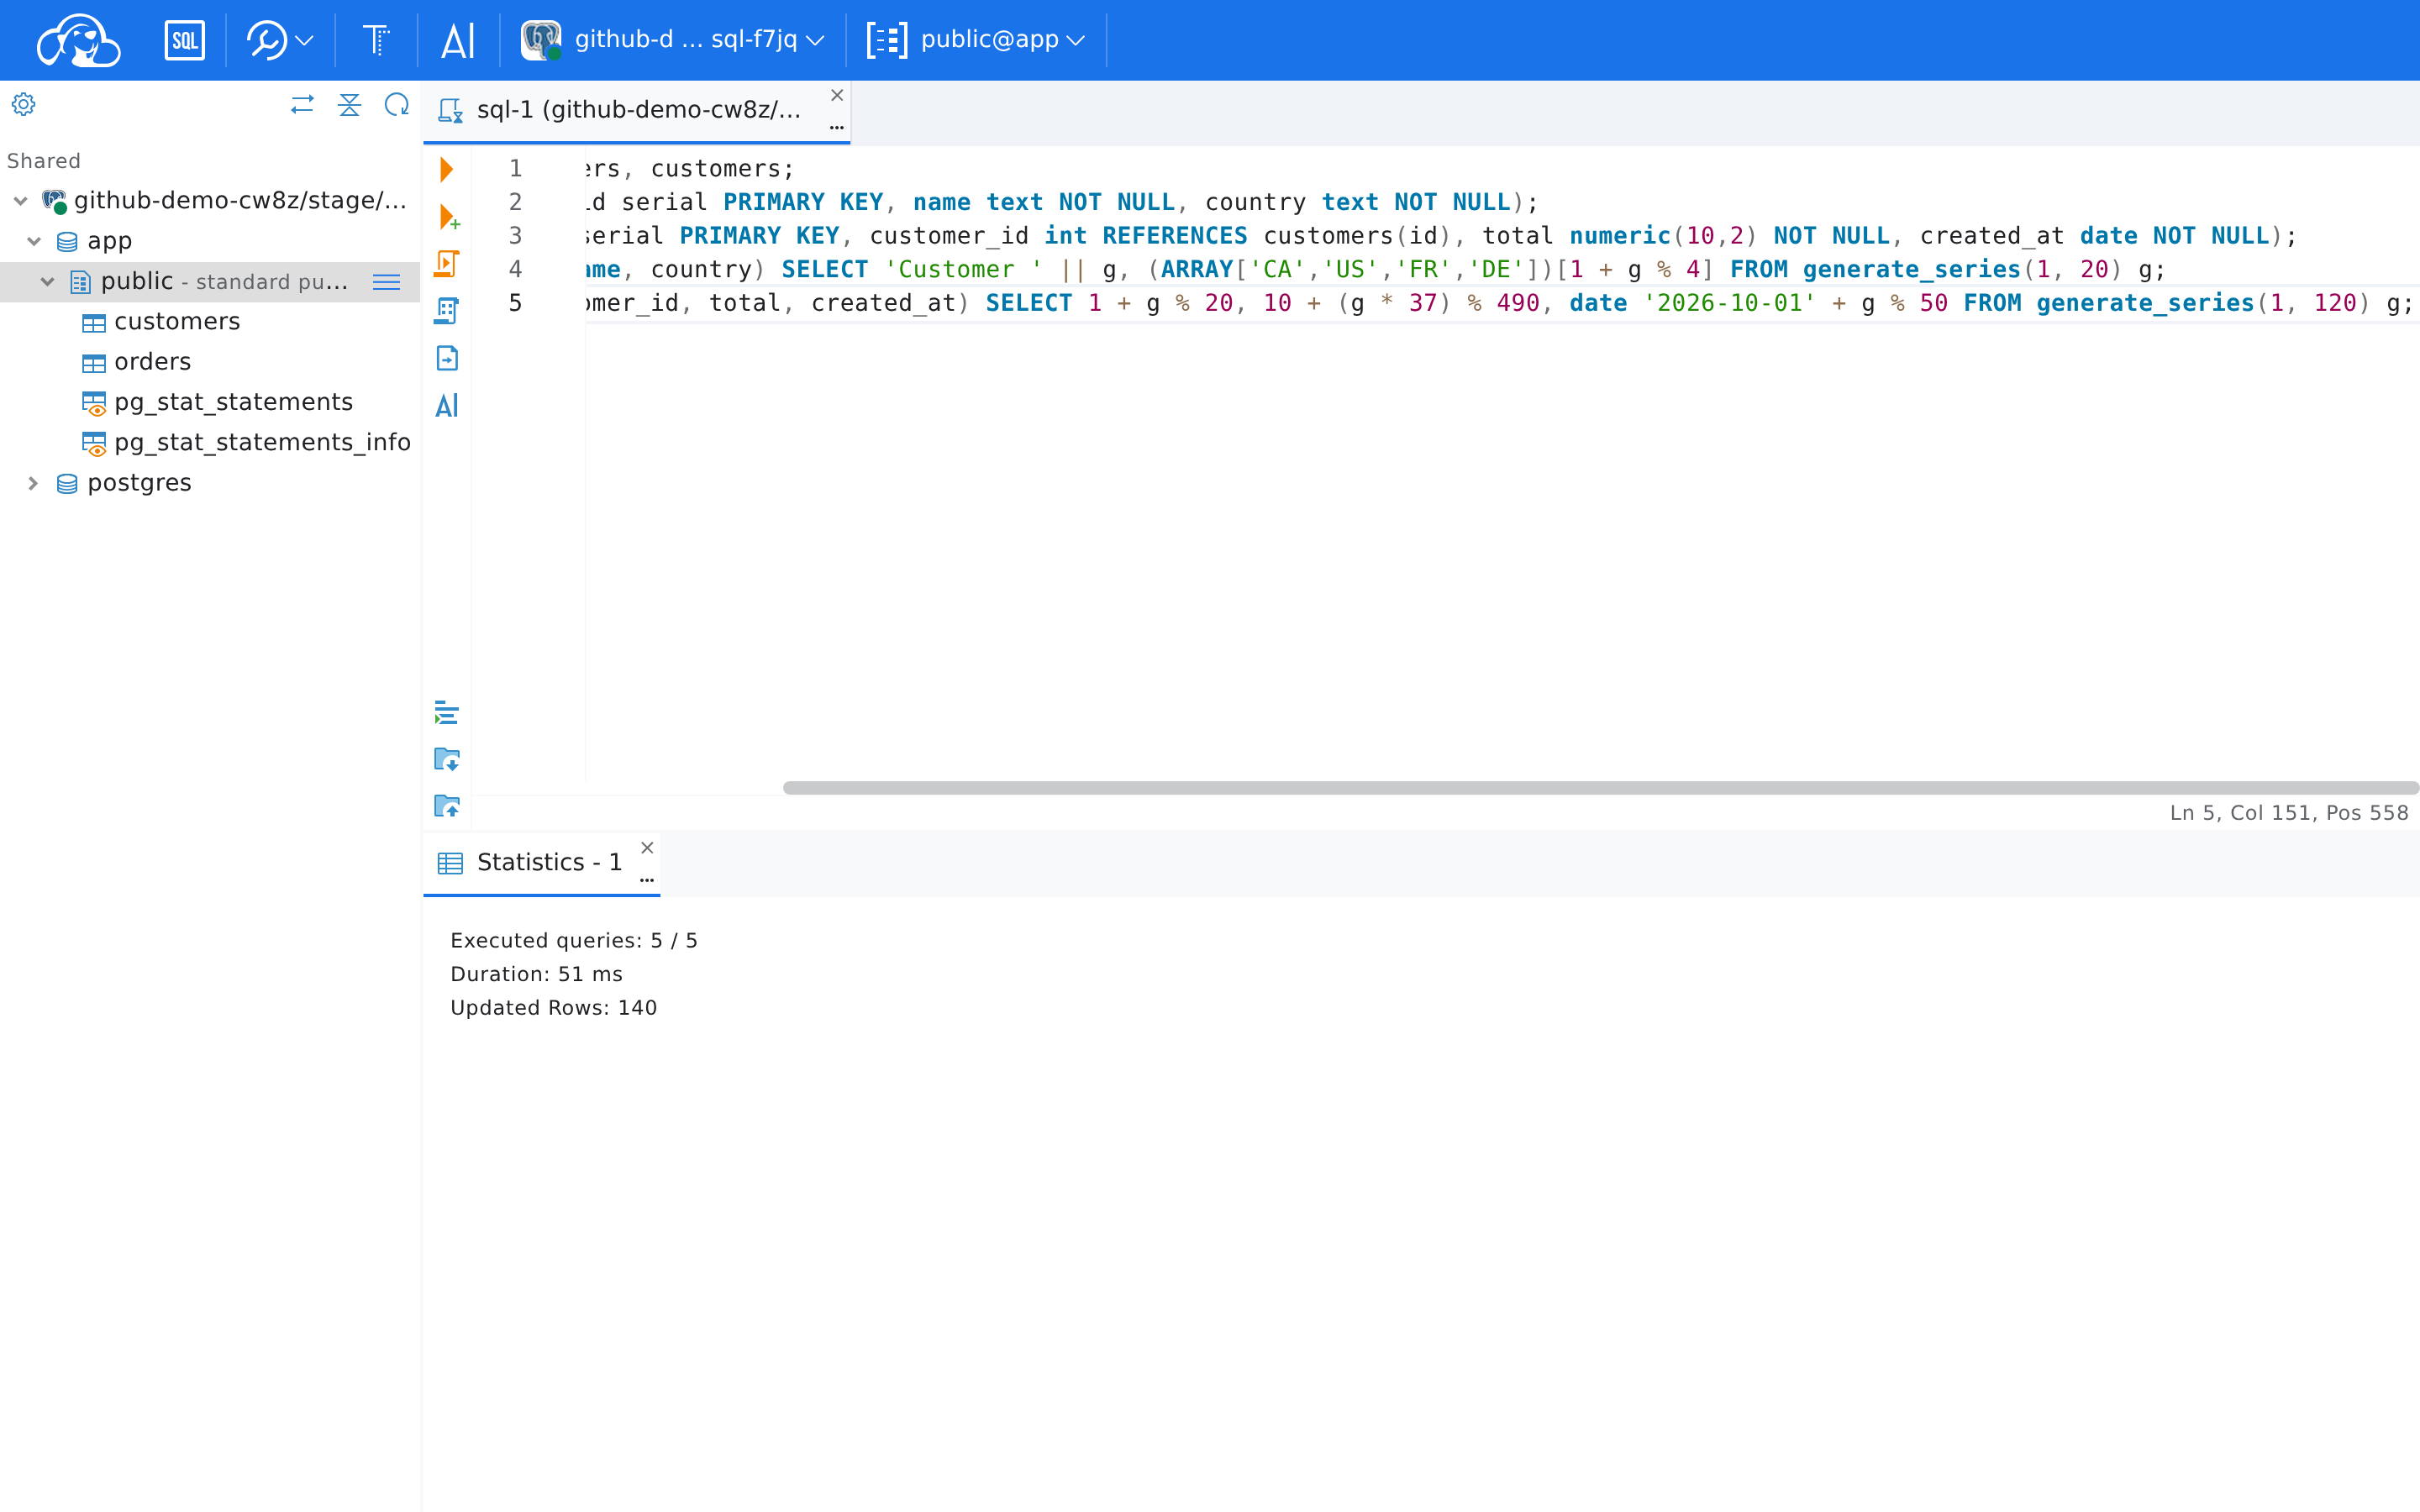 SQL
AI
github-d ... sql-f7jq
public@app
sql-1 (github-demo-cw8z/...
Shared
github-demo-cw8z/stage/...
app
public - standard pu...
customers
orders
pg_stat_statements
pg_stat_statements_info
postgres
AI
1 ers, customers;
2 id serial PRIMARY KEY, name text NOT NULL, country text NOT NULL);
3 serial PRIMARY KEY, customer_id int REFERENCES customers(id), total numeric(10,2) NOT NULL, created_at date NOT NULL);
4 ame, country) SELECT 'Customer ' || g, (ARRAY['CA','US','FR','DE'])[1 + g % 4] FROM generate_series(1, 20) g;
5 omer_id, total, created_at) SELECT 1 + g % 20, 10 + (g * 37) % 490, date '2026-10-01' + g % 50 FROM generate_series(1, 120) g;
Ln 5, Col 151, Pos 558
Statistics - 1
Executed queries: 5 / 5
Duration: 51 ms
Updated Rows: 140